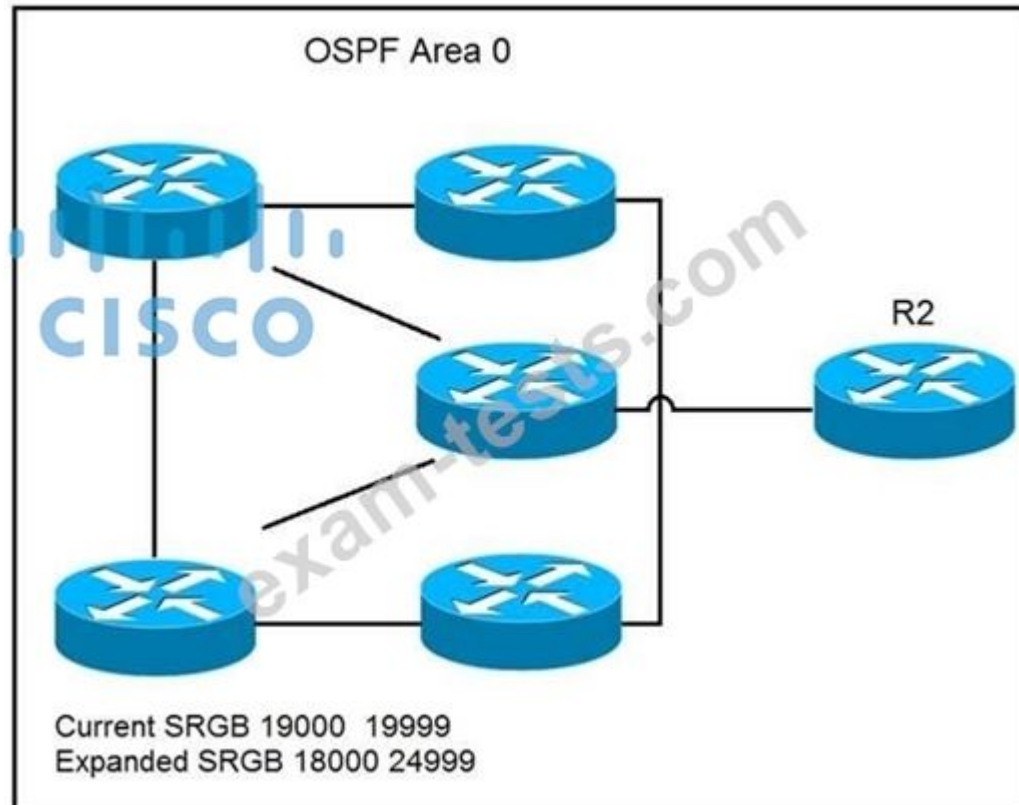 OSPF Area 0
CISCO
R2
exam-tests.com
Current SRGB 19000 19999
Expanded SRGB 18000 24999